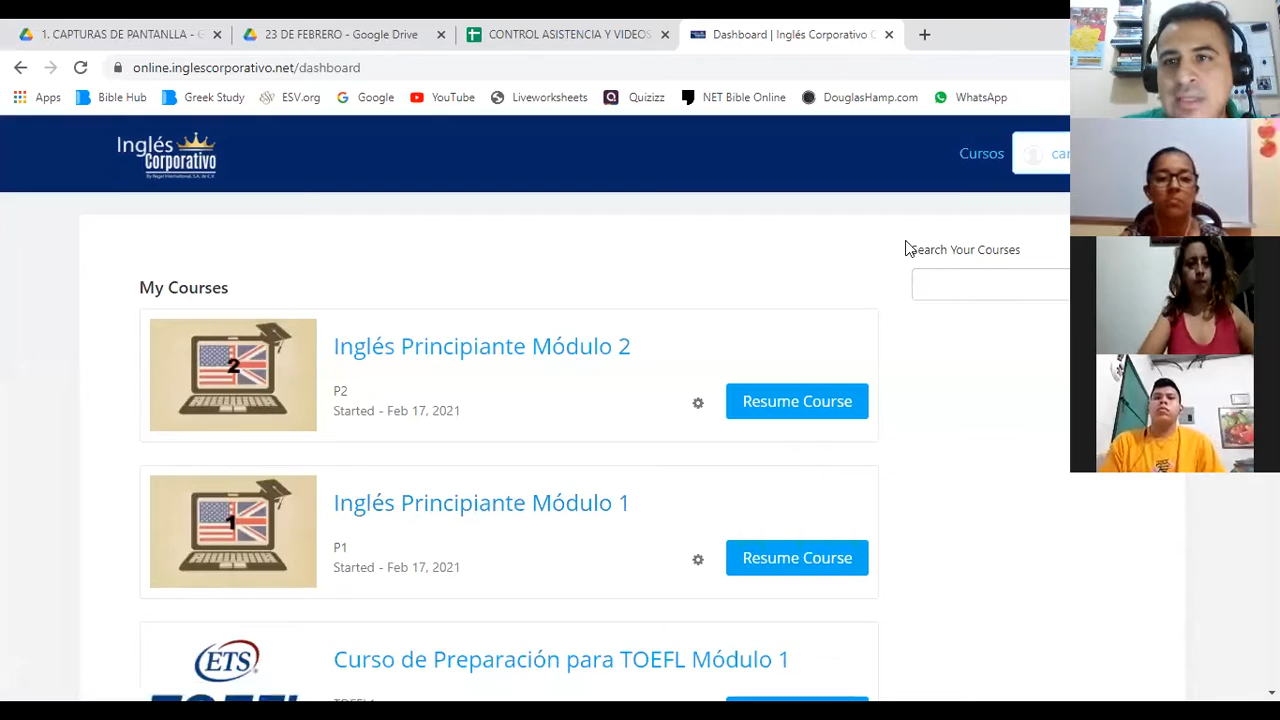 1. CAPTURAS DE PANTALLA - G
23 DE FEBRERO - Google Drive
CONTROL ASISTENCIA Y VIDEOS
Dashboard | Inglés Corporativo C
online.inglescorporativo.net/dashboard
Apps
Bible Hub
Greek Study
ESV.org
Google
YouTube
Liveworksheets
Quizizz
NET Bible Online
DouglasHamp.com
WhatsApp
Inglés
Corporativo
Cursos
car
Search Your Courses
My Courses
2
Inglés Principiante Módulo 2
P2
Started - Feb 17, 2021
Resume Course
1
Inglés Principiante Módulo 1
P1
Started - Feb 17, 2021
Resume Course
ETS
Curso de Preparación para TOEFL Módulo 1